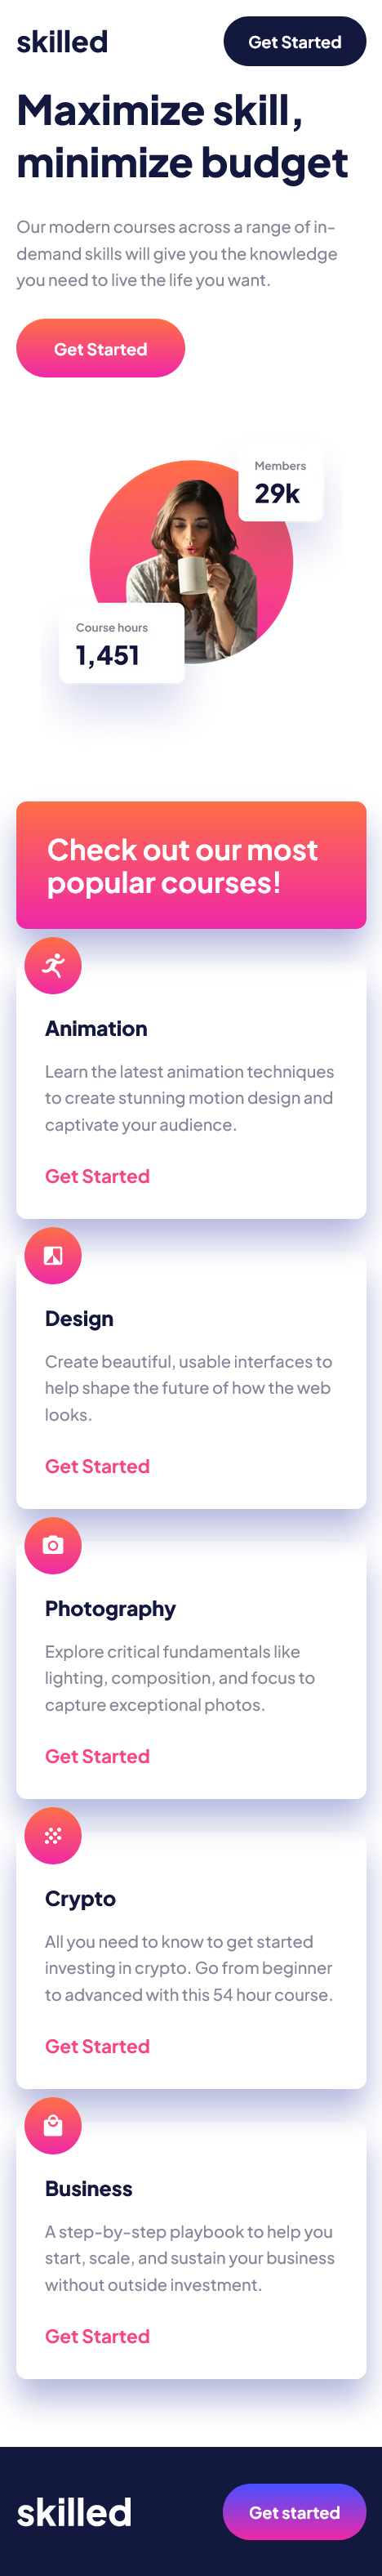 skilled
Get Started
Maximize skill,
minimize budget
Our modern courses across a range of in-
demand skills will give you the knowledge
you need to live the life you want.
Get Started
Members
29k
Course hours
1,451
Check out our most
popular courses!
Animation
Learn the latest animation techniques
to create stunning motion design and
captivate your audience.
Get Started
Design
Create beautiful, usable interfaces to
help shape the future of how the web
looks.
Get Started
Photography
Explore critical fundamentals like
lighting, composition, and focus to
capture exceptional photos.
Get Started
Crypto
All you need to know to get started
investing in crypto. Go from beginner
to advanced with this 54 hour course.
Get Started
Business
A step-by-step playbook to help you
start, scale, and sustain your business
without outside investment.
Get Started
skilled
Get started